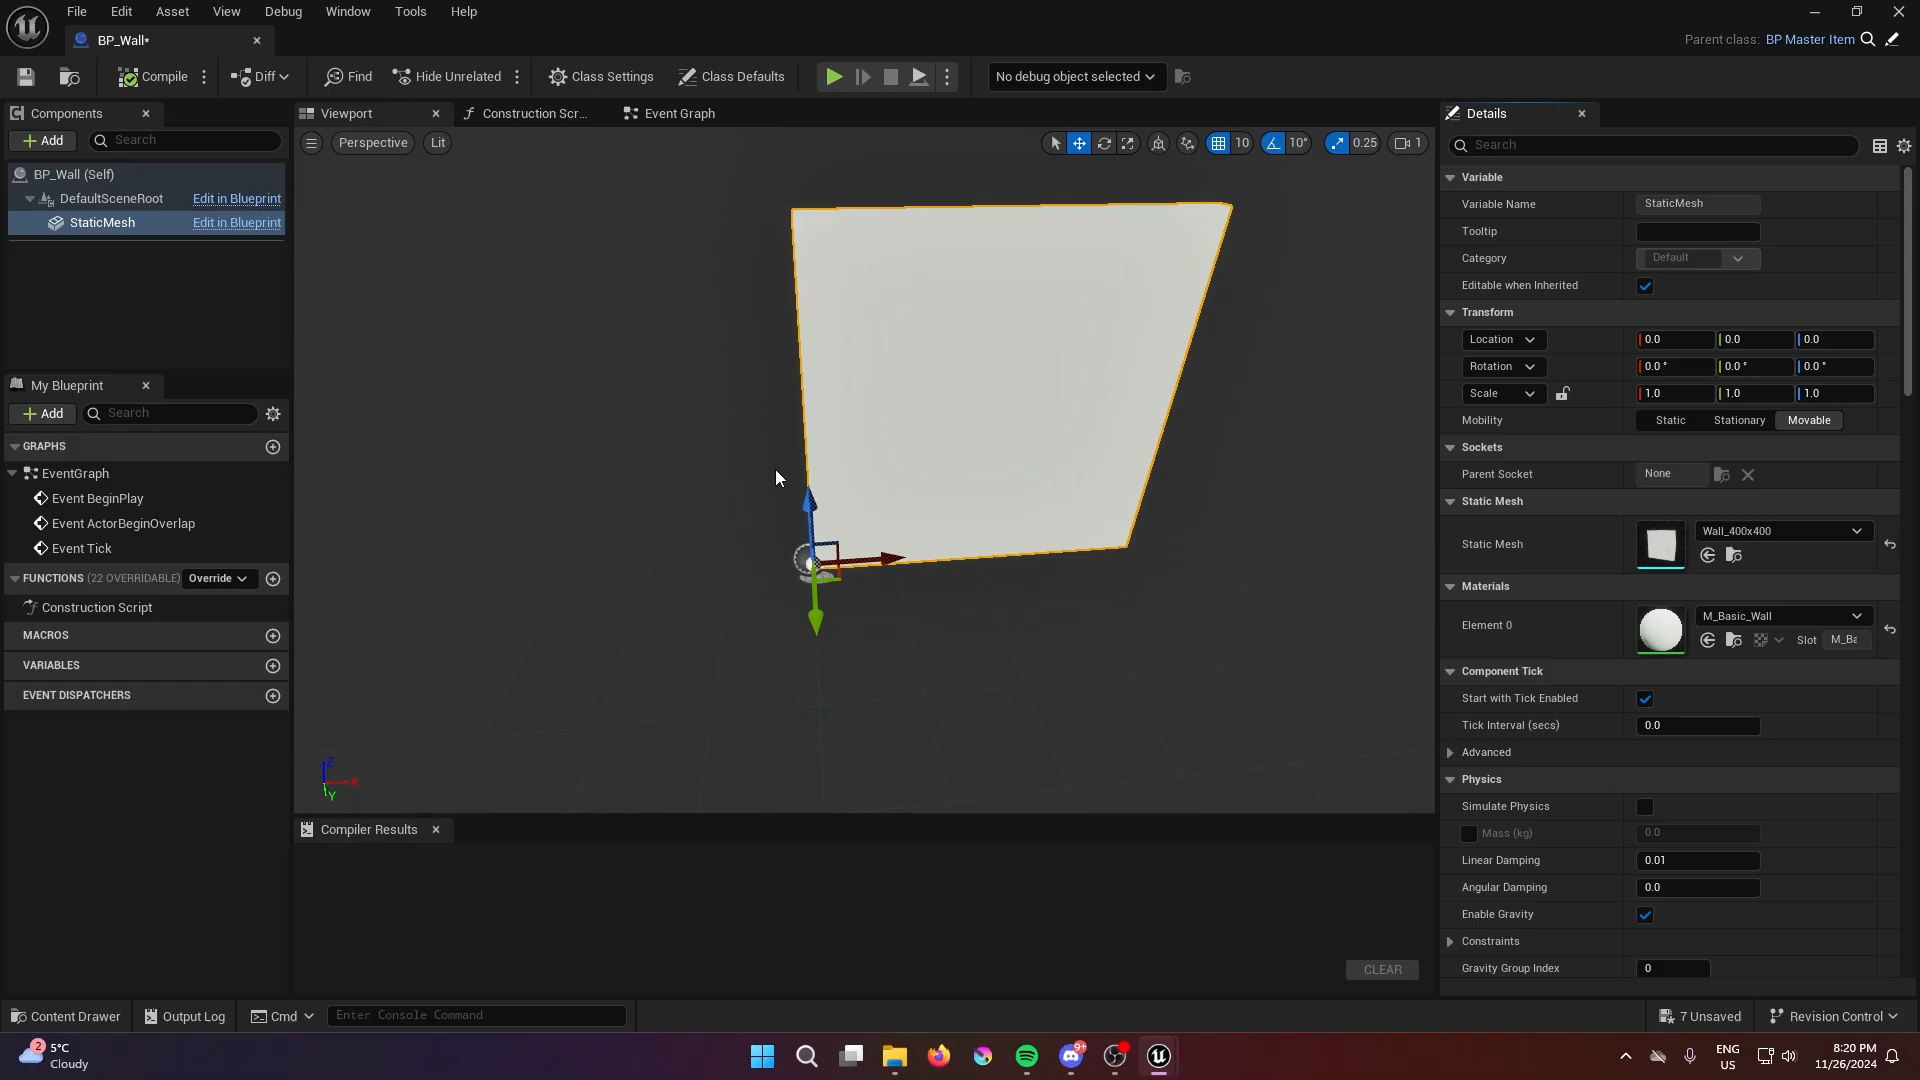 File Edit Asset View Debug Window Tools Help
BP_Wall*
Parent class: BP Master Item
Compile Diff Find Hide Unrelated Class Settings Class Defaults No debug object selected
Components
Add Search
BP_Wall (Self)
DefaultSceneRoot Edit in Blueprint
StaticMesh Edit in Blueprint
My Blueprint
Add Search
GRAPHS
EventGraph
Event BeginPlay
Event ActorBeginOverlap
Event Tick
FUNCTIONS (22 OVERRIDABLE) Override
Construction Script
MACROS
VARIABLES
EVENT DISPATCHERS
Viewport Construction Scr... Event Graph
Perspective Lit 10 10° 0.25 1
Z
X
Y
Compiler Results
CLEAR
Details
Search
Variable
Variable Name StaticMesh
Tooltip
Category Default
Editable when Inherited
Transform
Location 0.0 0.0 0.0
Rotation 0.0 ° 0.0 ° 0.0 °
Scale 1.0 1.0 1.0
Mobility Static Stationary Movable
Sockets
Parent Socket None
Static Mesh
Static Mesh Wall_400x400
Materials
Element 0 M_Basic_Wall
Slot M_Ba
Component Tick
Start with Tick Enabled
Tick Interval (secs) 0.0
Advanced
Physics
Simulate Physics
Mass (kg) 0.0
Linear Damping 0.01
Angular Damping 0.0
Enable Gravity
Constraints
Gravity Group Index 0
Content Drawer Output Log Cmd Enter Console Command 7 Unsaved Revision Control
2 5°C
Cloudy
9+
ENG
US
8:20 PM
11/26/2024